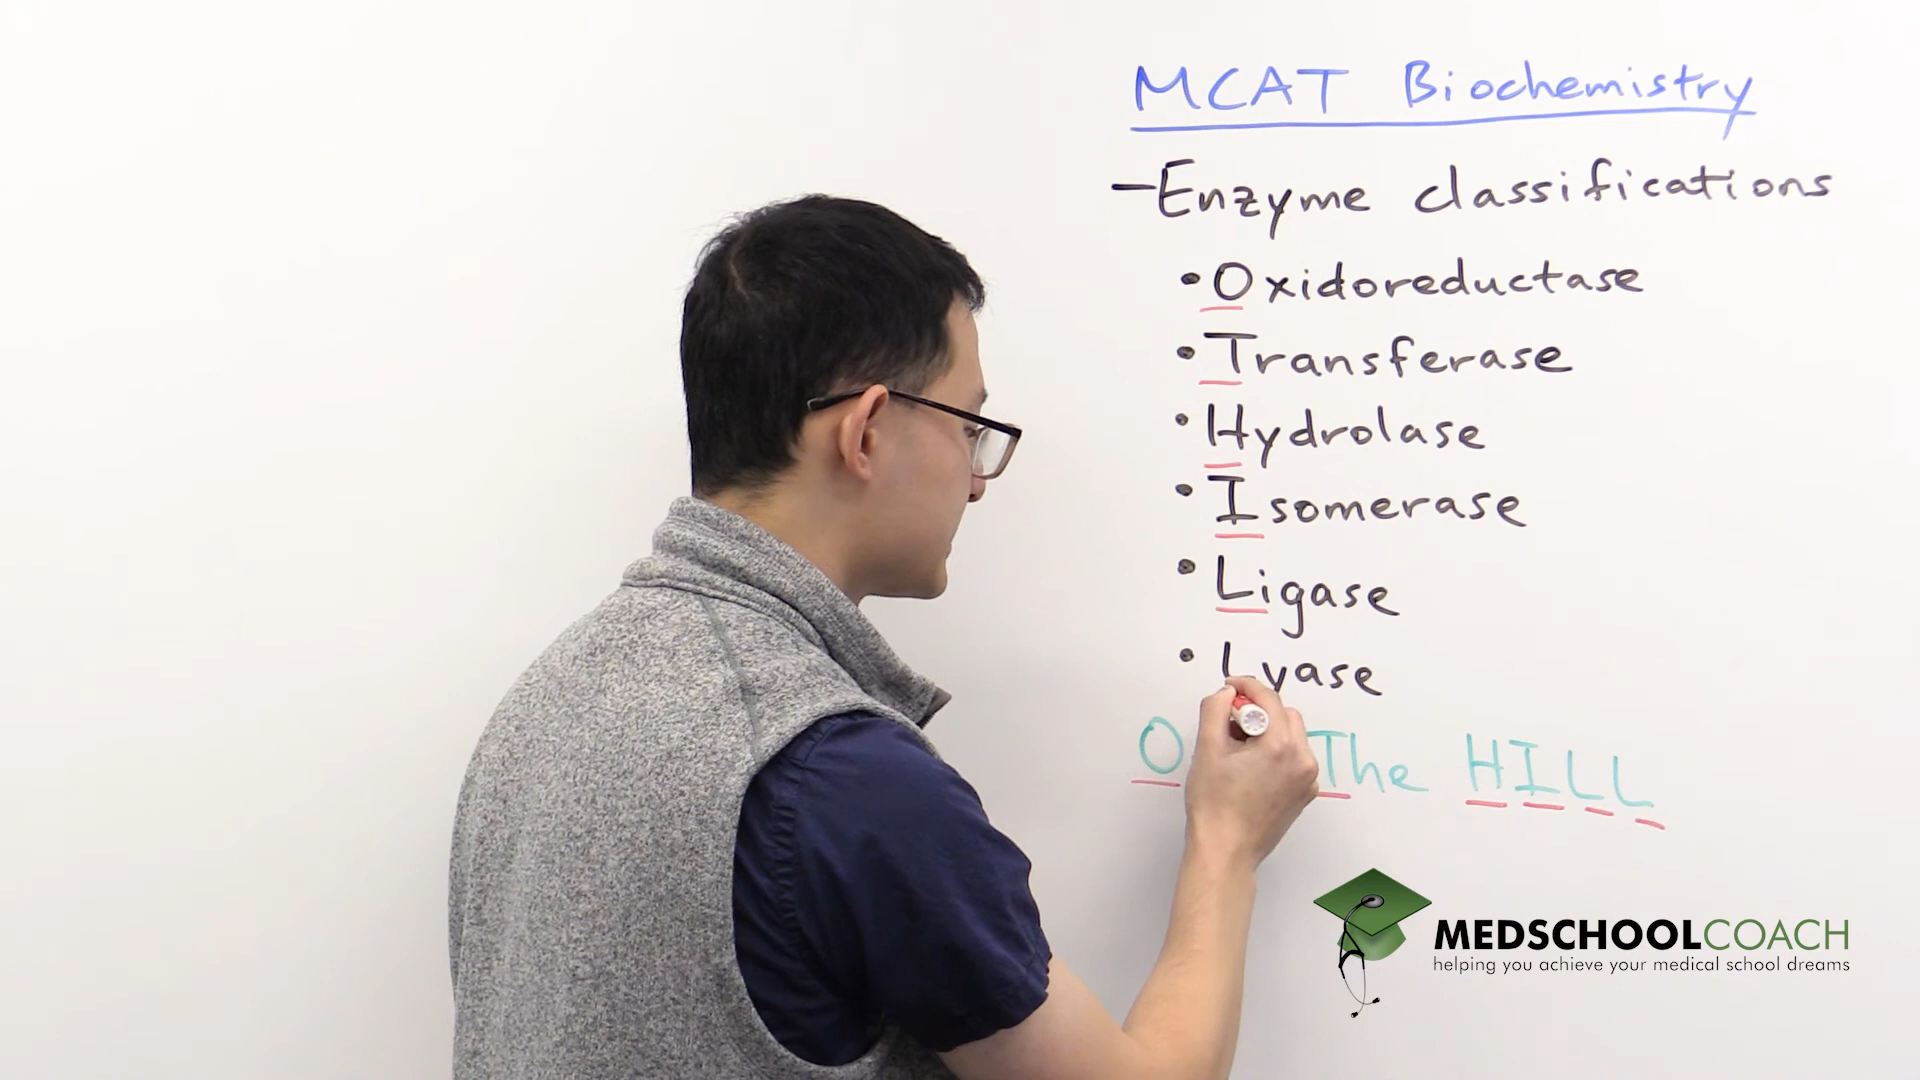 MCAT Biochemistry
-Enzyme classifications
• Oxidoreductase
• Transferase
• Hydrolase
• Isomerase
• Ligase
• Lyase
The HILL
MEDSCHOOLCOACH
helping you achieve your medical school dreams